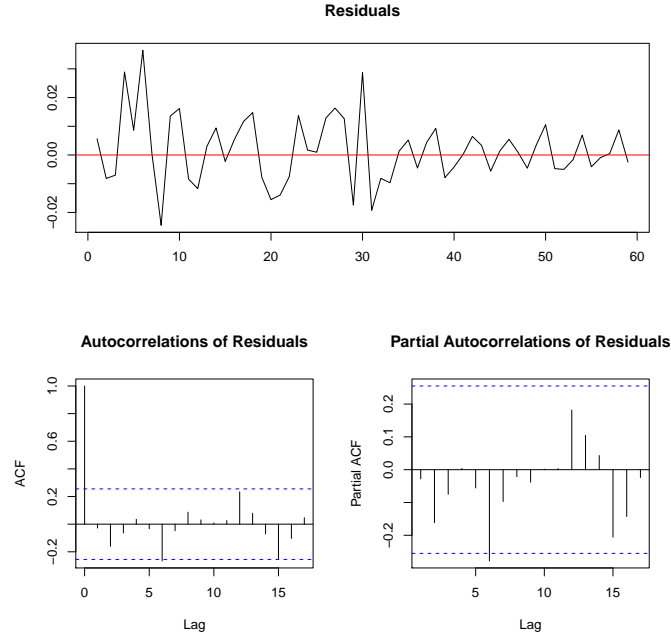 Residuals
0.02
0.00
−0.02
0 10 20 30 40 50 60
Autocorrelations of Residuals
1.0
0.6
0.2
−0.2
ACF
0 5 10 15
Lag
Partial Autocorrelations of Residuals
0.2
0.1
0.0
−0.2
Partial ACF
5 10 15
Lag